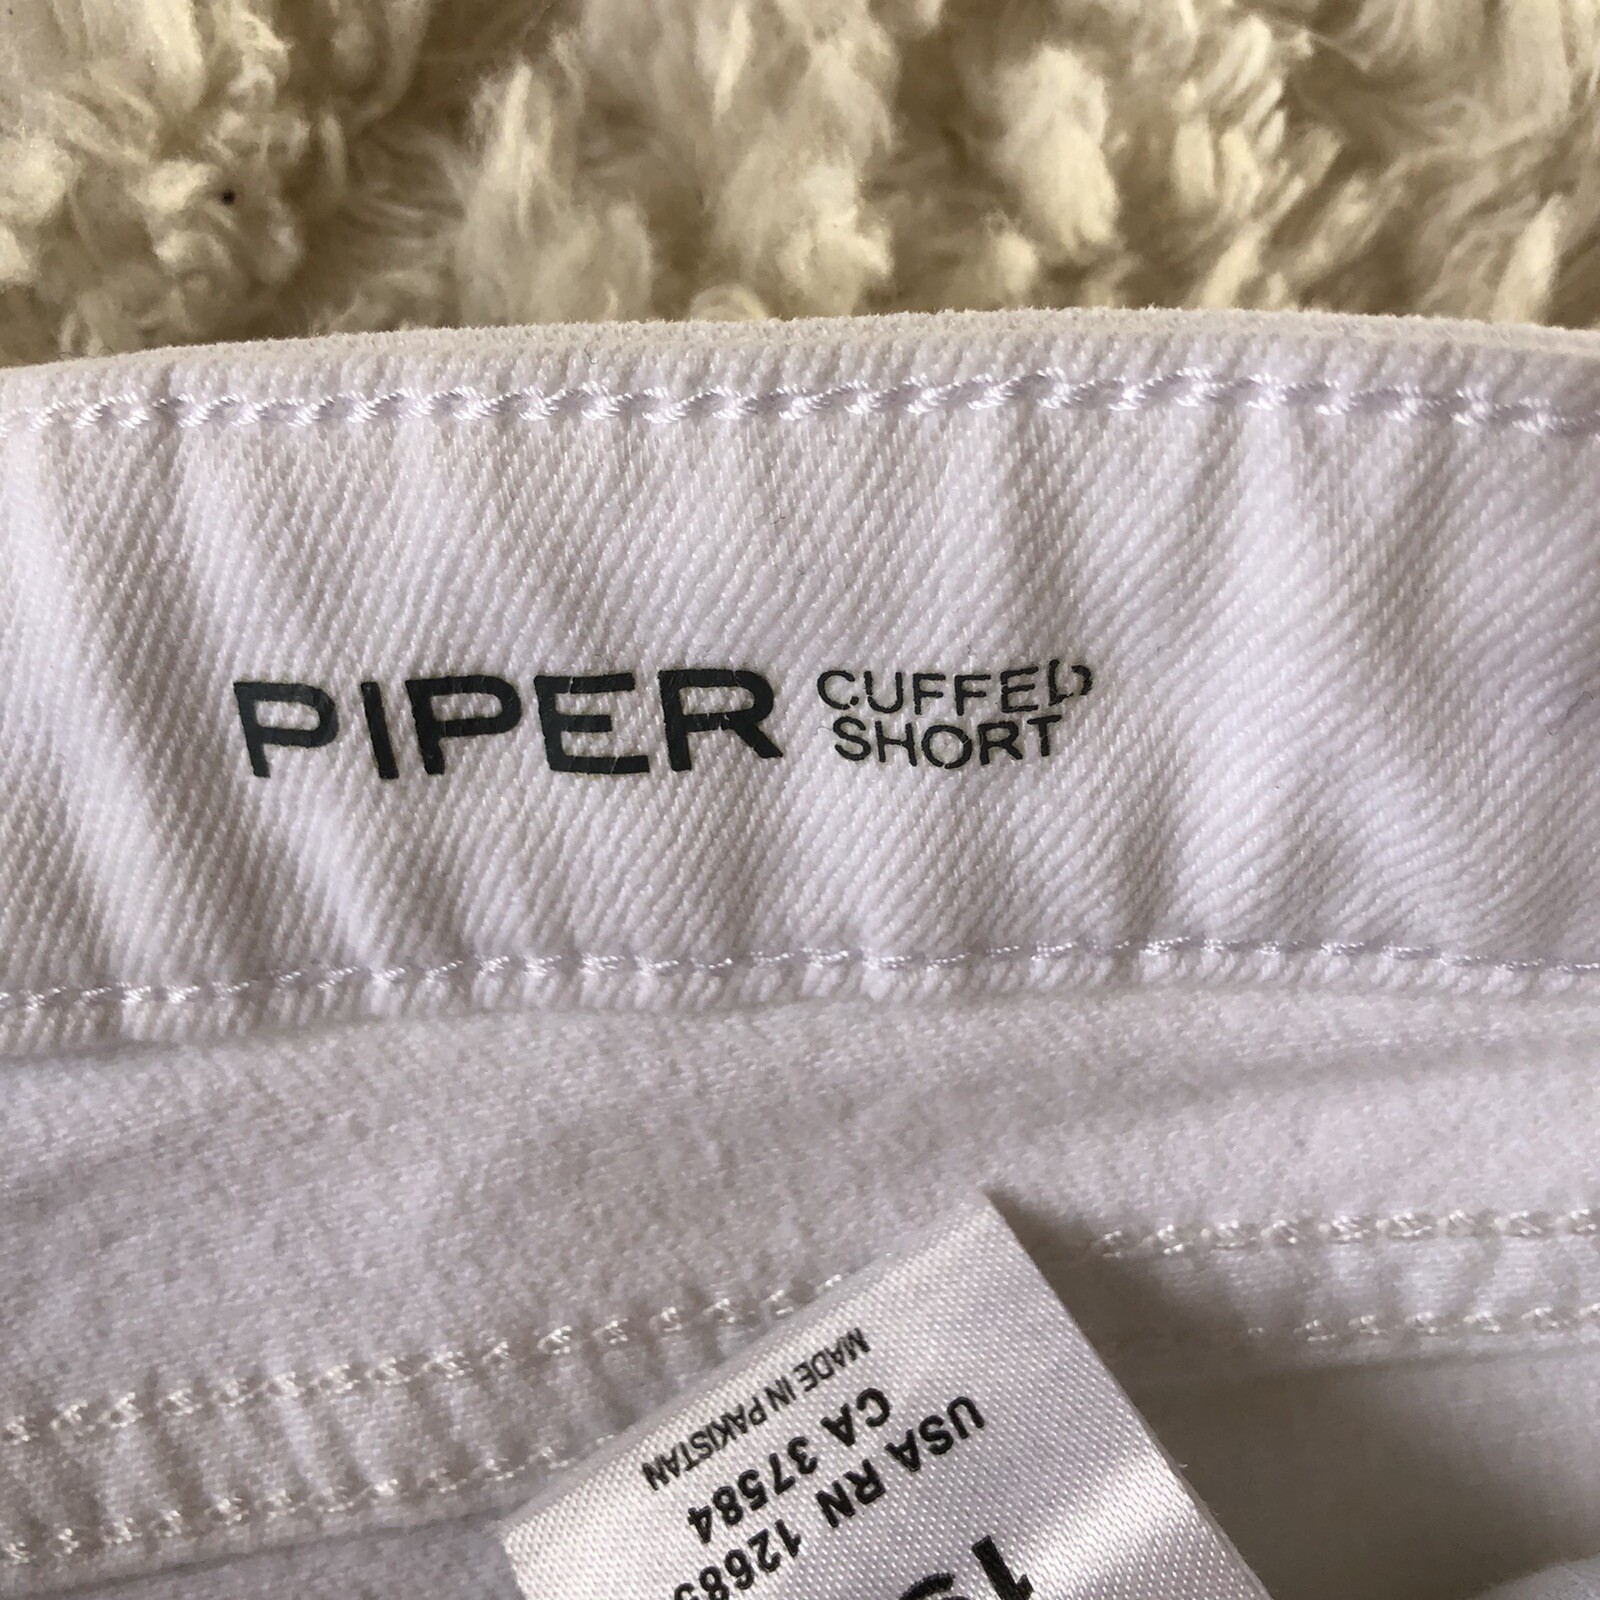 PIPER CUFFED
SHORT
MADE IN PAKISTAN
CA 37584
USA RN